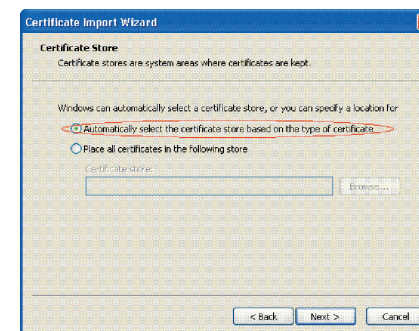 Certificate Import Wizard
Certificate Store
Certificate stores are system areas where certificates are kept.
Windows can automatically select a certificate store, or you can specify a location for
Automatically select the certificate store based on the type of certificate
Place all certificates in the following store
Certificate store:
Browse...
< Back
Next >
Cancel